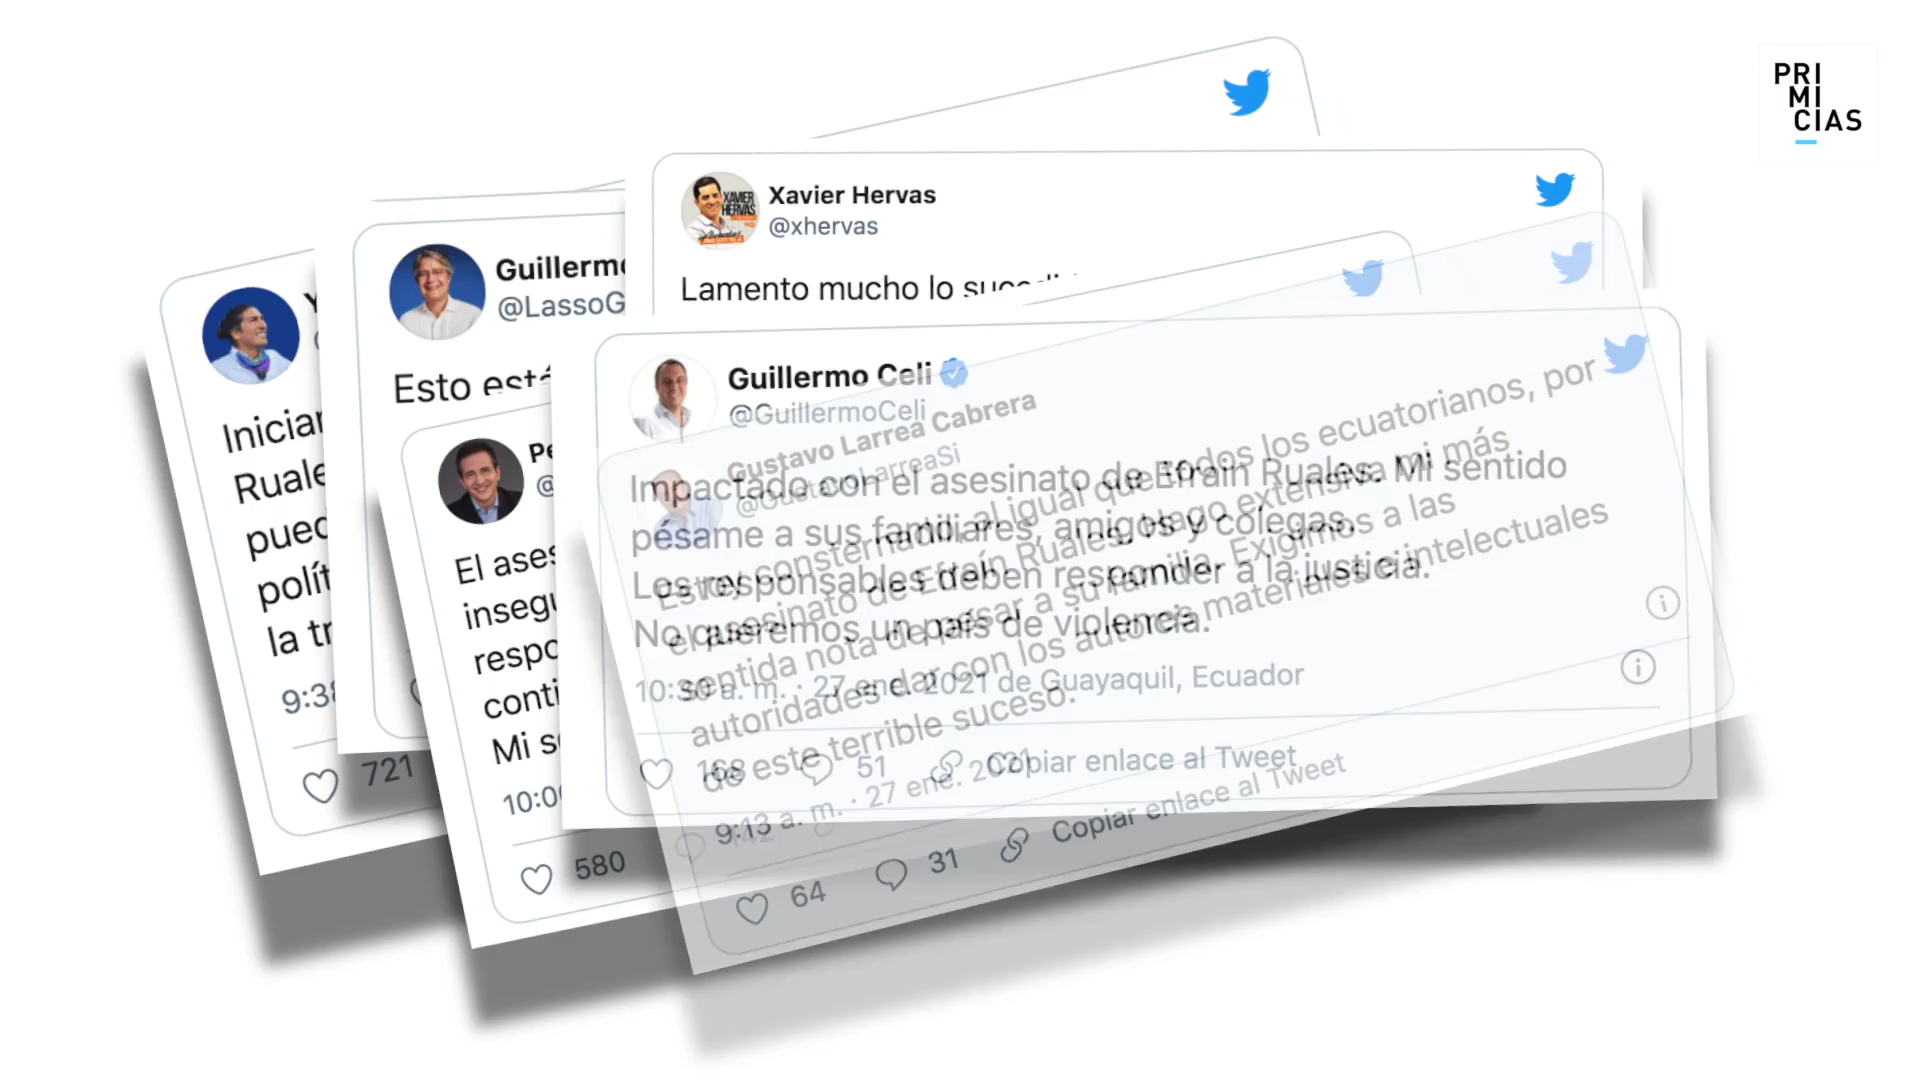 PRI
MI
CIAS
Xavier Hervas
@xhervas
Lamento mucho lo sucedi
Guillermo
@LassoG
Esto está
Y
@
Iniciar
Ruale
pued
polít
la tr
9:38
721
Pe
@
El ases
insegu
respo
conti
Mi se
10:00
580
142
Guillermo Celi
@GuillermoCeli
Impactado con el asesinato de Efraín Ruales. Mi sentido
pésame a sus familiares, amigos y colegas.
Los responsables deben responder a la justicia.
No queremos un país de violencia.
10:30 a. m. · 27 ene. 2021 de Guayaquil, Ecuador
168 51 Copiar enlace al Tweet
Gustavo Larrea Cabrera
@GustavoLarreaSi
Estoy consternado, al igual que todos los ecuatorianos, por
el asesinato de Efraín Ruales. Hago extensiva mi más
sentida nota de pesar a su familia. Exigimos a las
autoridades dar con los autores materiales e intelectuales
de este terrible suceso.
9:13 a. m. · 27 ene. 2021
64 31 Copiar enlace al Tweet